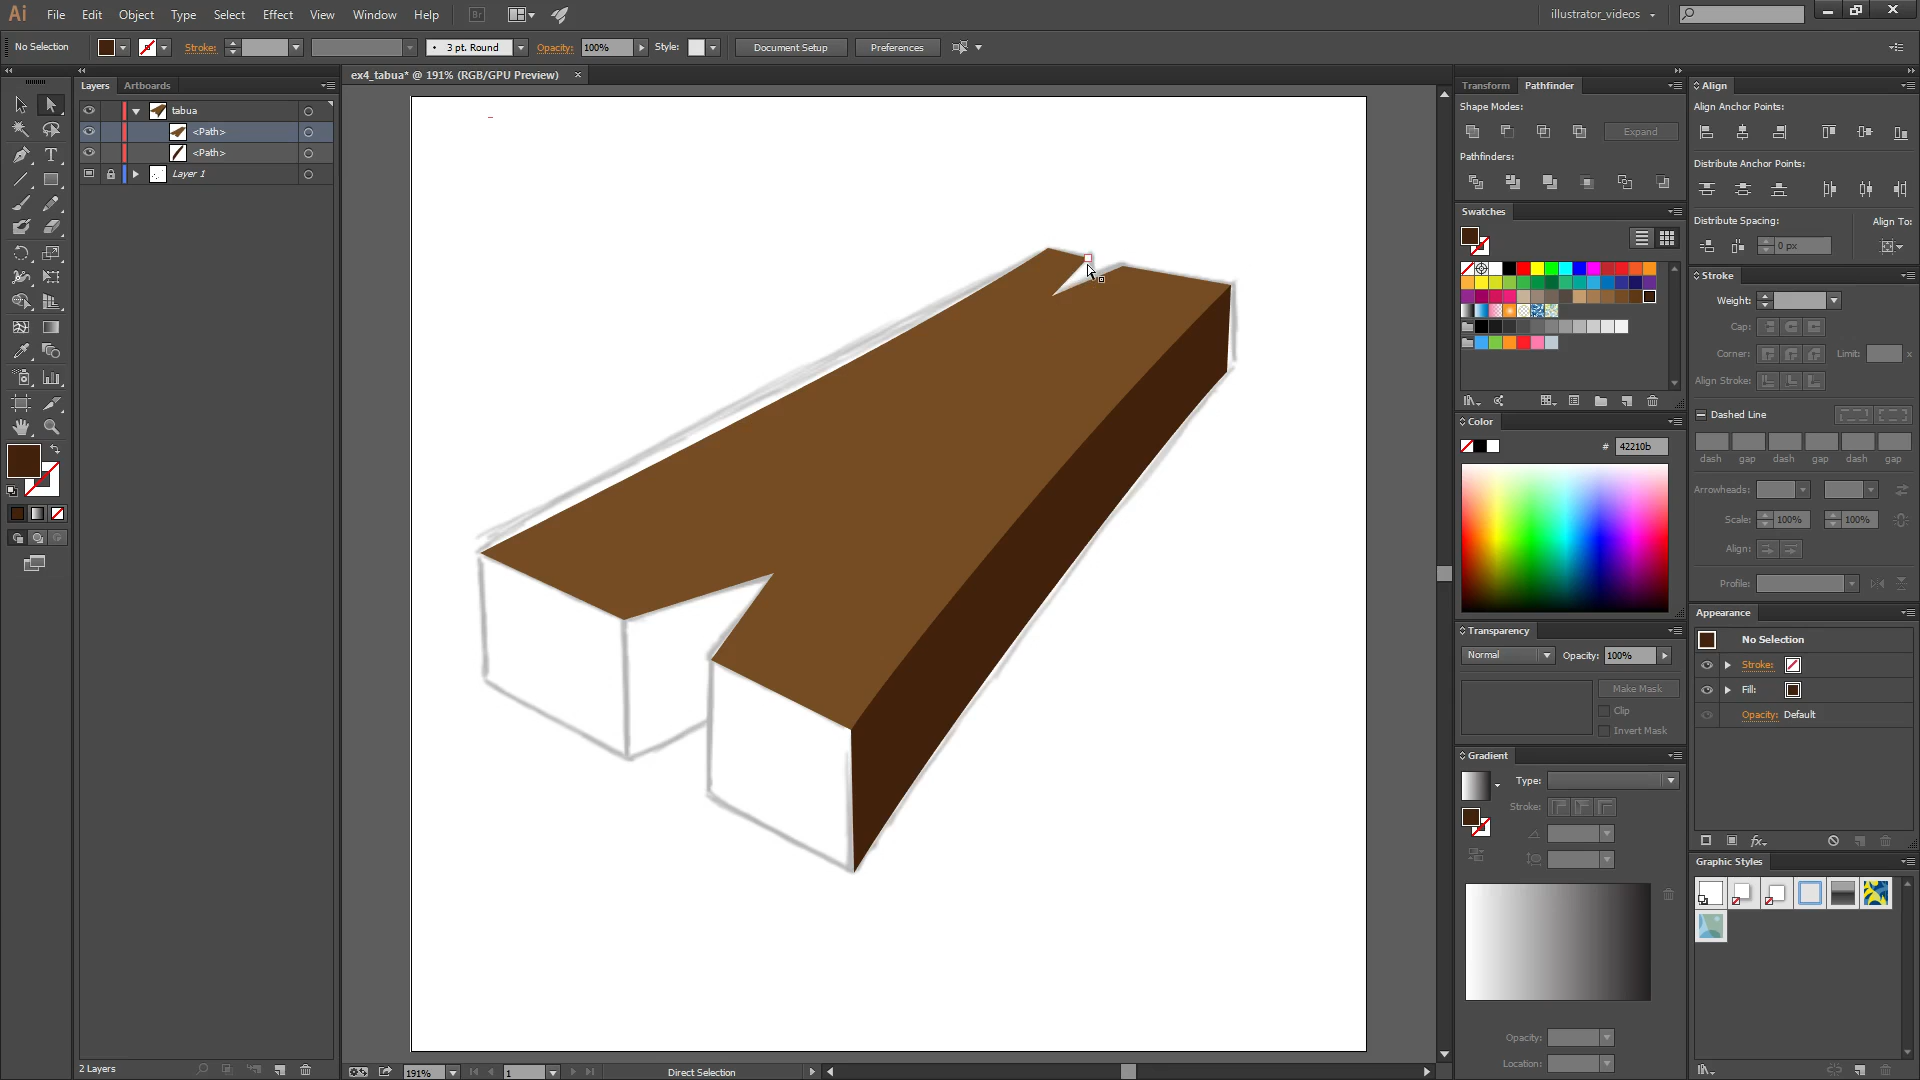 Ai File Edit Object Type Select Effect View Window Help Br illustrator_videos
No Selection Stroke: 3 pt. Round Opacity: 100% Style: Document Setup Preferences
Layers Artboards
tabua
<Path>
<Path>
Layer 1
2 Layers
ex4_tabua* @ 191% (RGB/GPU Preview)
191% 1 Direct Selection
Transform Pathfinder
Shape Modes:
Expand
Pathfinders:
Swatches
Color
# 42210b
Transparency
Normal Opacity: 100%
Make Mask
Clip
Invert Mask
Gradient
Type:
Stroke:
Opacity:
Location:
Align
Align Anchor Points:
Distribute Anchor Points:
Distribute Spacing: Align To:
0 px
Stroke
Weight:
Cap:
Corner: Limit: x
Align Stroke:
Dashed Line
dash gap dash gap dash gap
Arrowheads:
Scale: 100% 100%
Align:
Profile:
Appearance
No Selection
Stroke:
Fill:
Opacity: Default
fx
Graphic Styles